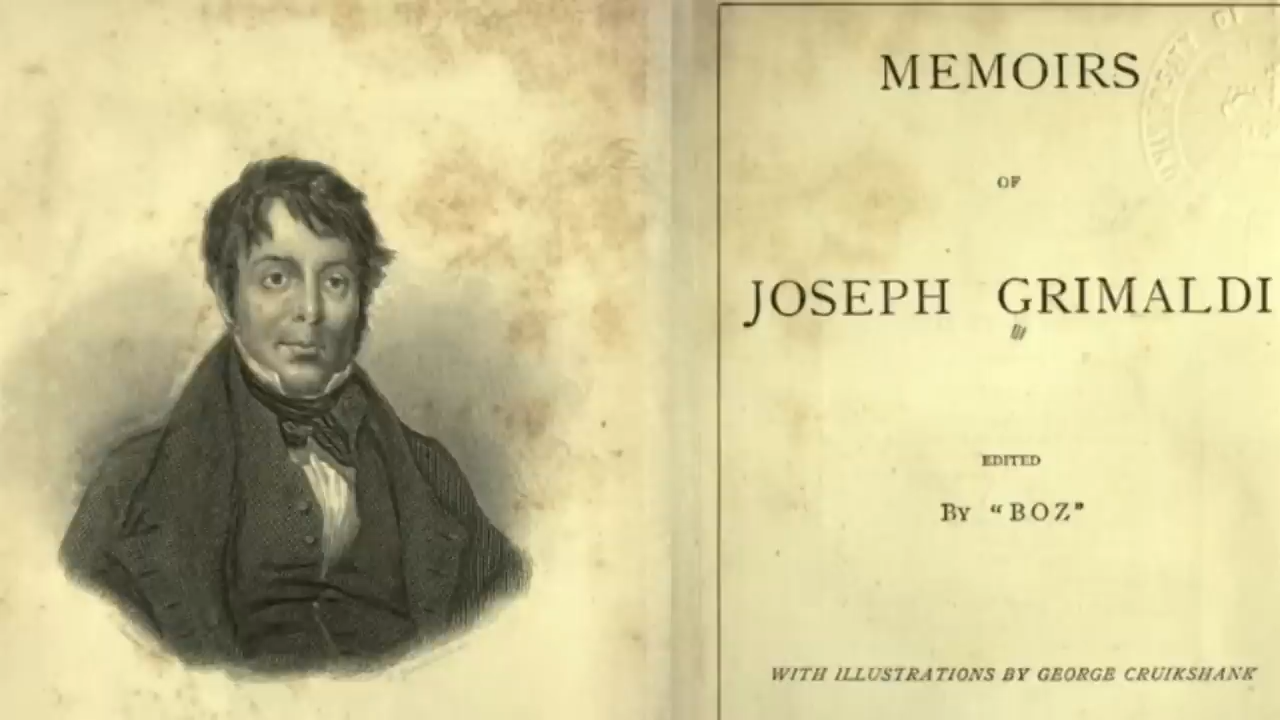 MEMOIRS
OF
JOSEPH GRIMALDI
EDITED
BY "BOZ"
WITH ILLUSTRATIONS BY GEORGE CRUIKSHANK